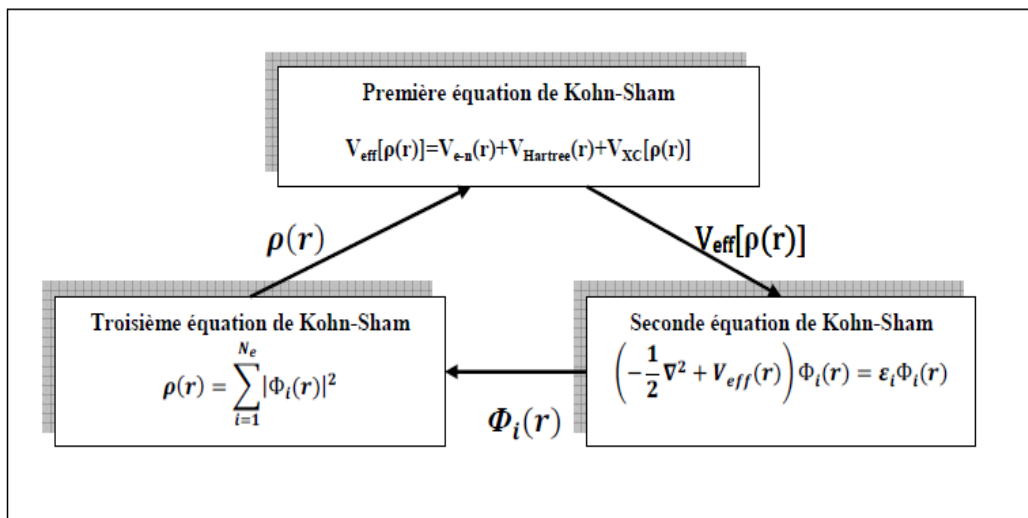 Première équation de Kohn-Sham
V_eff[ρ(r)]=V_e-n(r)+V_Hartree(r)+V_XC[ρ(r)]
ρ(r)
V_eff[ρ(r)]
Troisième équation de Kohn-Sham
ρ(r) = ∑_{i=1}^{N_e} |Φ_i(r)|^2
Seconde équation de Kohn-Sham
(−1/2 ∇^2 + V_eff(r)) Φ_i(r) = ε_i Φ_i(r)
Φ_i(r)